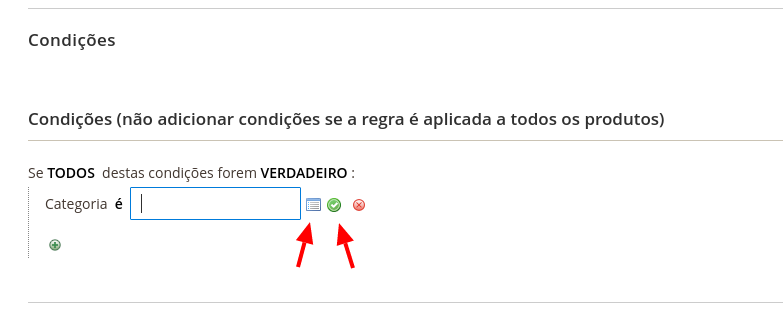 Condições
Condições (não adicionar condições se a regra é aplicada a todos os produtos)
Se TODOS destas condições forem VERDADEIRO :
Categoria é